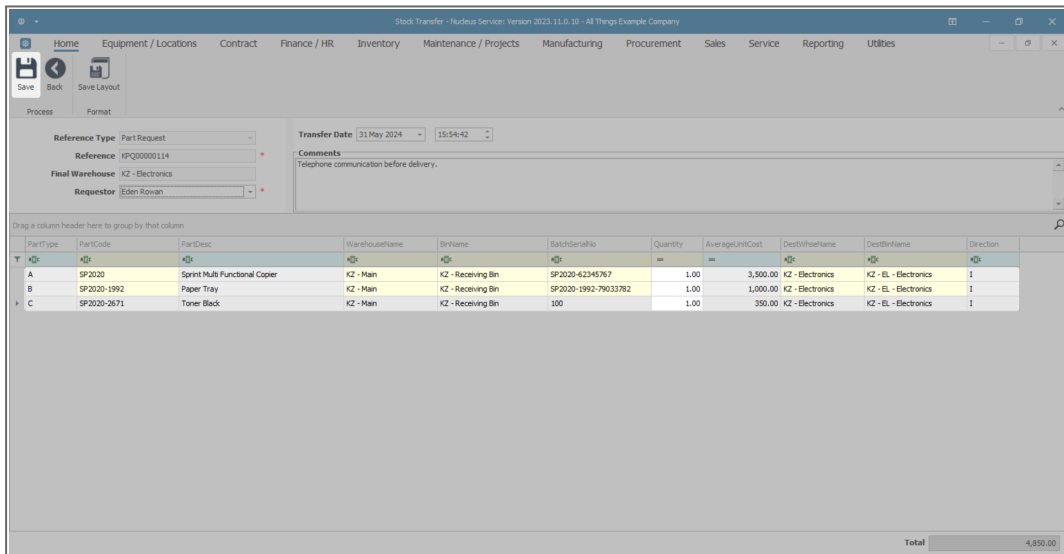 Stock Transfer - Nucleus Service: Version 2023.11.0.10 - All Things Example Company
Home Equipment / Locations Contract Finance / HR Inventory Maintenance / Projects Manufacturing Procurement Sales Service Reporting Utilities
Save Back Save Layout
Process Format
Reference Type Part Request
Reference KPQ00000114 *
Final Warehouse KZ - Electronics
Requestor Eden Rowan *
Transfer Date 31 May 2024 15:54:42
Comments
Telephone communication before delivery.
Drag a column header here to group by that column
PartType PartCode PartDesc WarehouseName BinName BatchSerialNo Quantity AverageUnitCost DestWhseName DestBinName Direction
= =
A SP2020 Sprint Multi Functional Copier KZ - Main KZ - Receiving Bin SP2020-62345767 1.00 3,500.00 KZ - Electronics KZ - EL - Electronics I
B SP2020-1992 Paper Tray KZ - Main KZ - Receiving Bin SP2020-1992-79033782 1.00 1,000.00 KZ - Electronics KZ - EL - Electronics I
C SP2020-2671 Toner Black KZ - Main KZ - Receiving Bin 100 1.00 350.00 KZ - Electronics KZ - EL - Electronics I
Total 4,850.00